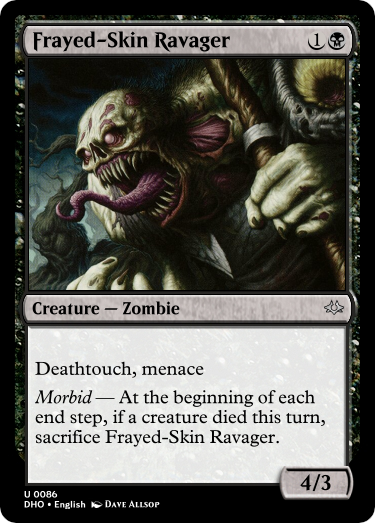 Frayed-Skin Ravager 1
Creature — Zombie
Deathtouch, menace
Morbid — At the beginning of each
end step, if a creature died this turn,
sacrifice Frayed-Skin Ravager.
4/3
U 0086
DHO • English Dave Allsop